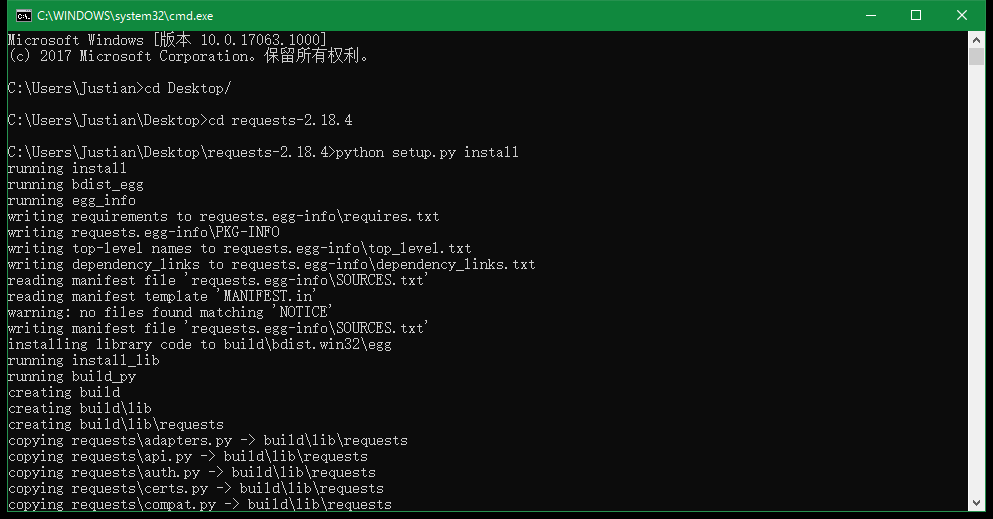 C:\WINDOWS\system32\cmd.exe
Microsoft Windows [版本 10.0.17063.1000]
(c) 2017 Microsoft Corporation。保留所有权利。
C:\Users\Justian>cd Desktop/
C:\Users\Justian\Desktop>cd requests-2.18.4
C:\Users\Justian\Desktop\requests-2.18.4>python setup.py install
running install
running bdist_egg
running egg_info
writing requirements to requests.egg-info\requires.txt
writing requests.egg-info\PKG-INFO
writing top-level names to requests.egg-info\top_level.txt
writing dependency_links to requests.egg-info\dependency_links.txt
reading manifest file 'requests.egg-info\SOURCES.txt'
reading manifest template 'MANIFEST.in'
warning: no files found matching 'NOTICE'
writing manifest file 'requests.egg-info\SOURCES.txt'
installing library code to build\bdist.win32\egg
running install_lib
running build_py
creating build
creating build\lib
creating build\lib\requests
copying requests\adapters.py -> build\lib\requests
copying requests\api.py -> build\lib\requests
copying requests\auth.py -> build\lib\requests
copying requests\certs.py -> build\lib\requests
copying requests\compat.py -> build\lib\requests